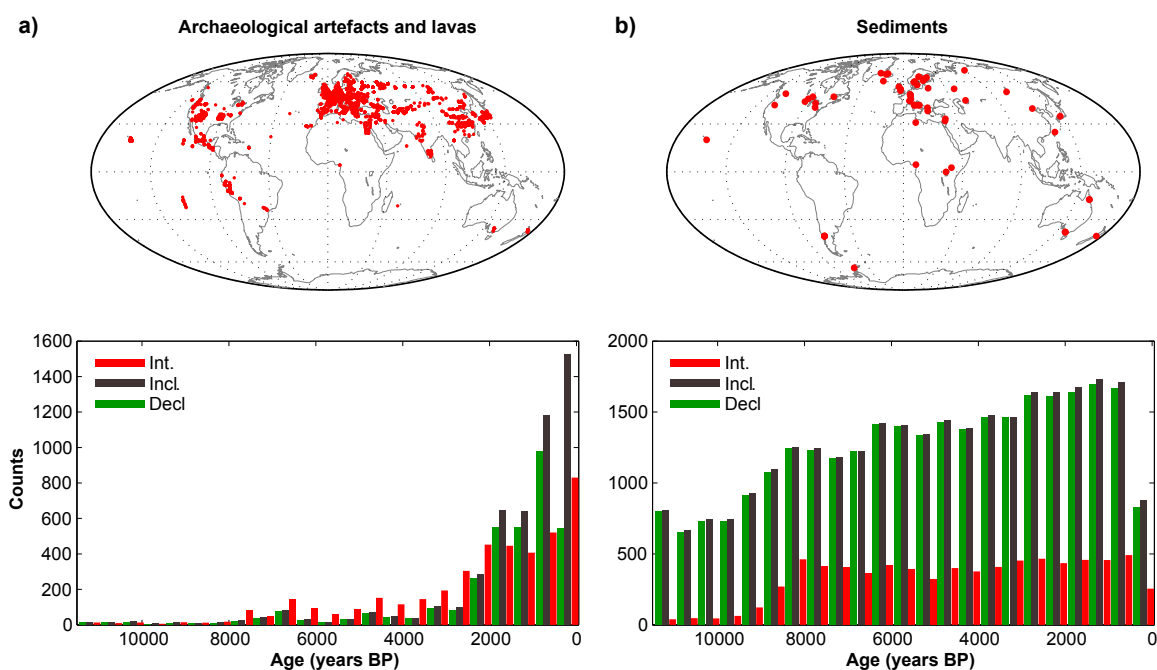 a) Archaeological artefacts and lavas
b) Sediments
1600
1400
1200
1000
800
600
400
200
0
Counts
Int.
Incl.
Decl
10000 8000 6000 4000 2000 0
Age (years BP)
2000
1500
1000
500
0
Int.
Incl.
Decl
10000 8000 6000 4000 2000 0
Age (years BP)